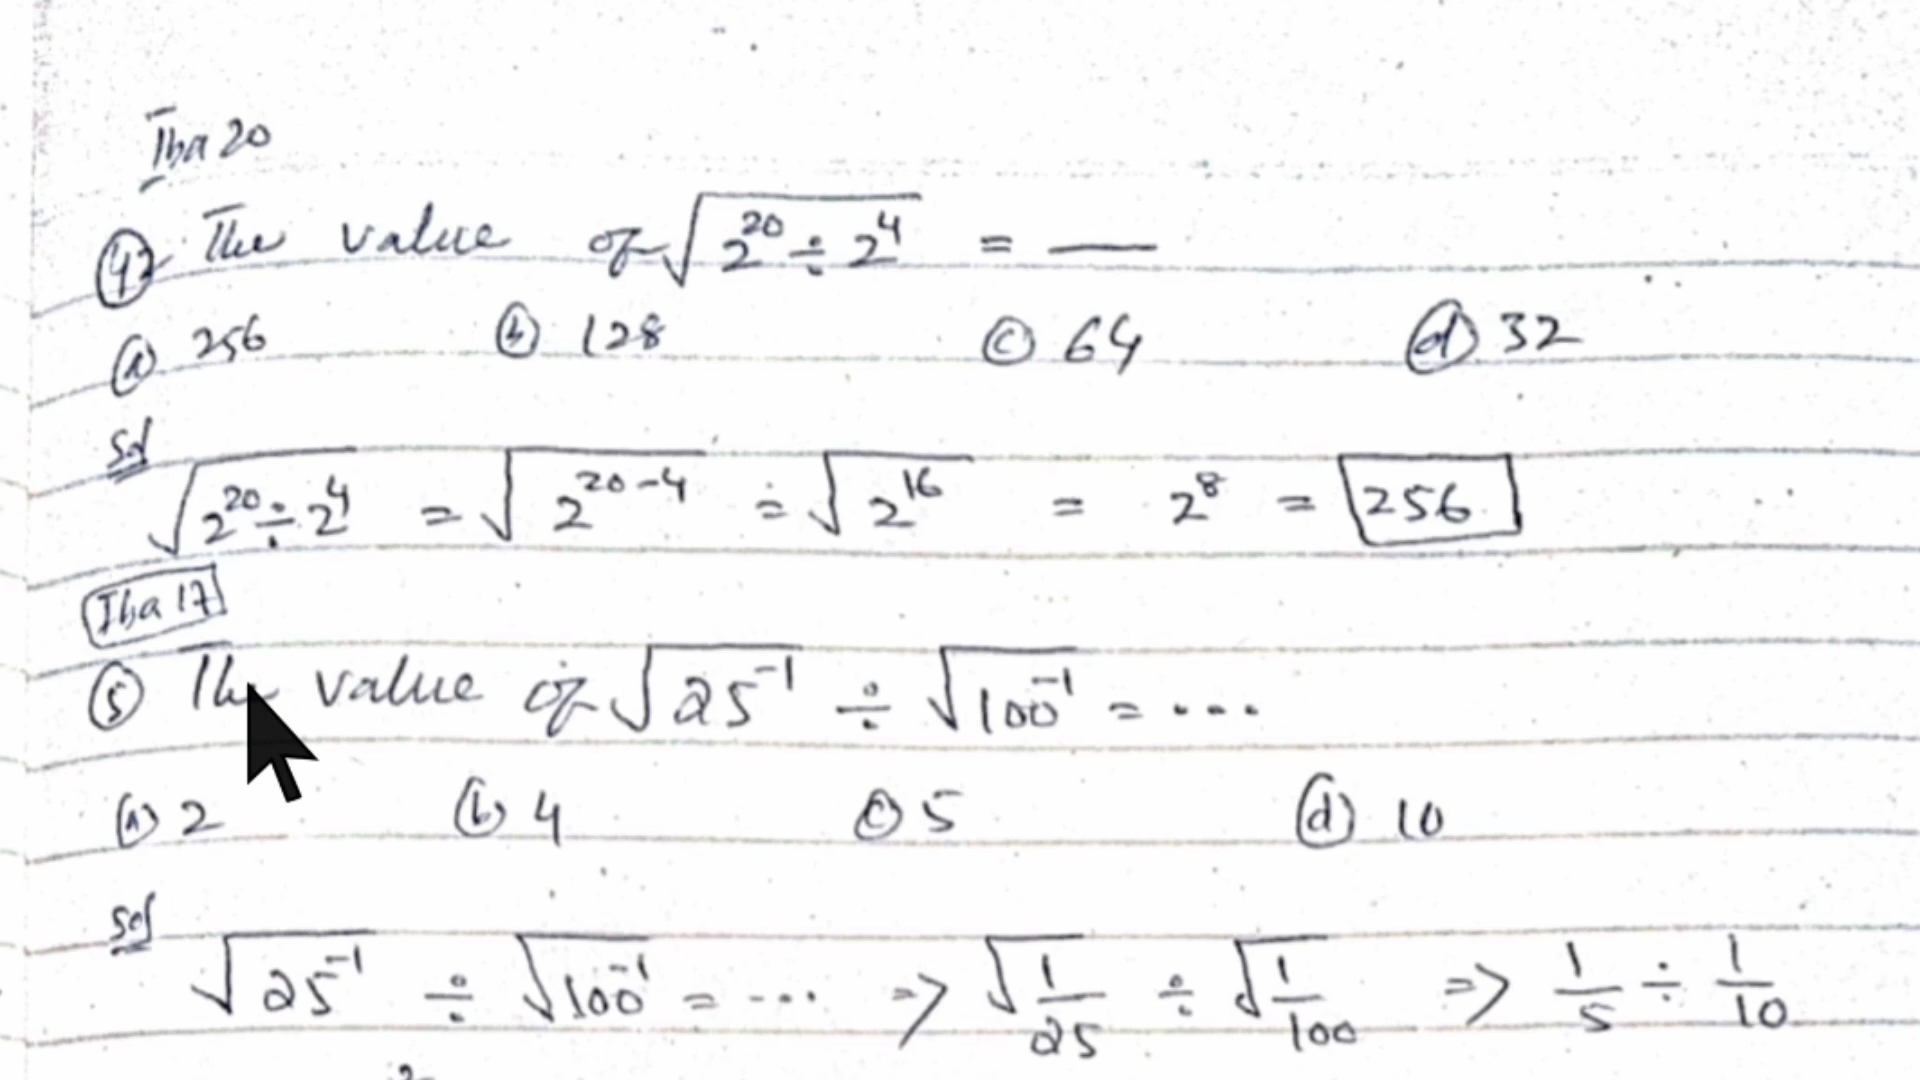 Iba 20
④ The value of √(2²⁰ ÷ 2⁴) = ___
ⓐ 256 ⓑ 128 ⓒ 64 ⓓ 32
Sol
√(2²⁰ ÷ 2⁴) = √(2²⁰⁻⁴) = √(2¹⁶) = 2⁸ = 256
Iba 17
⑤ The value of √(25⁻¹) ÷ √(100⁻¹) = ...
ⓐ 2 ⓑ 4 ⓒ 5 ⓓ 10
Sol
√(25⁻¹) ÷ √(100⁻¹) = ... => √(1/25) ÷ √(1/100) => 1/5 ÷ 1/10